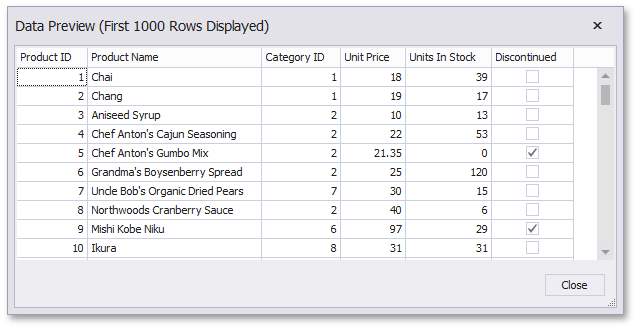 Data Preview (First 1000 Rows Displayed)
Product ID Product Name Category ID Unit Price Units In Stock Discontinued
1 Chai 1 18 39
2 Chang 1 19 17
3 Aniseed Syrup 2 10 13
4 Chef Anton's Cajun Seasoning 2 22 53
5 Chef Anton's Gumbo Mix 2 21.35 0
6 Grandma's Boysenberry Spread 2 25 120
7 Uncle Bob's Organic Dried Pears 7 30 15
8 Northwoods Cranberry Sauce 2 40 6
9 Mishi Kobe Niku 6 97 29
10 Ikura 8 31 31
Close